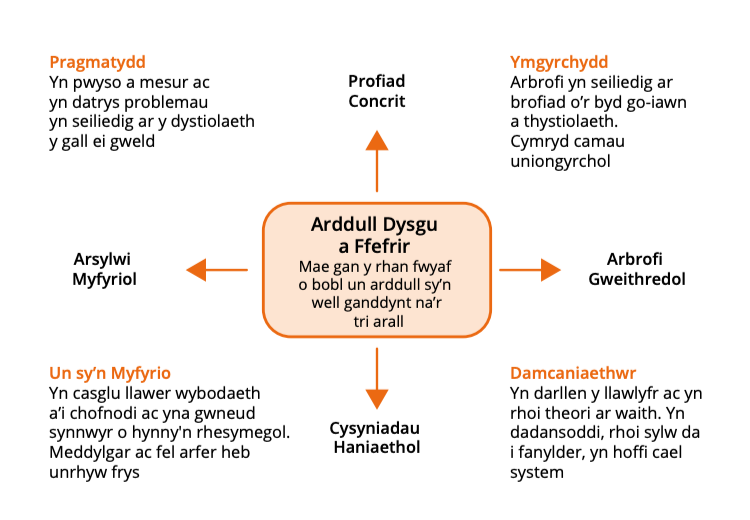 Pragmatydd
Yn pwyso a mesur ac
yn datrys problemau
yn seiliedig ar y dystiolaeth
y gall ei gweld
Profiad
Concrit
Ymgyrchydd
Arbrofi yn seiliedig ar
brofiad o'r byd go-iawn
a thystiolaeth.
Cymryd camau
uniongyrchol
Arsylwi
Myfyriol
Arddull Dysgu
a Ffefrir
Mae gan y rhan fwyaf
o bobl un arddull sy'n
well ganddynt na'r
tri arall
Arbrofi
Gweithredol
Un sy'n Myfyrio
Yn casglu llawer wybodaeth
a'i chofnodi ac yna gwneud
synnwyr o hynny'n rhesymegol.
Meddylgar ac fel arfer heb
unrhyw frys
Cysyniadau
Haniaethol
Damcaniaethwr
Yn darllen y llawlyfr ac yn
rhoi theori ar waith. Yn
dadansoddi, rhoi sylw da
i fanylder, yn hoffi cael
system